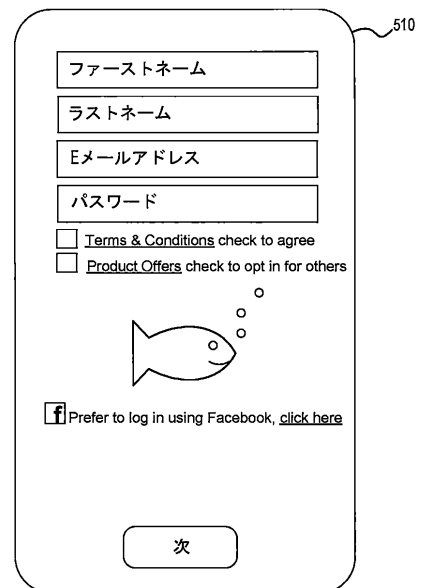 510
ファーストネーム
ラストネーム
Eメールアドレス
パスワード
Terms & Conditions check to agree
Product Offers check to opt in for others
f Prefer to log in using Facebook, click here
次